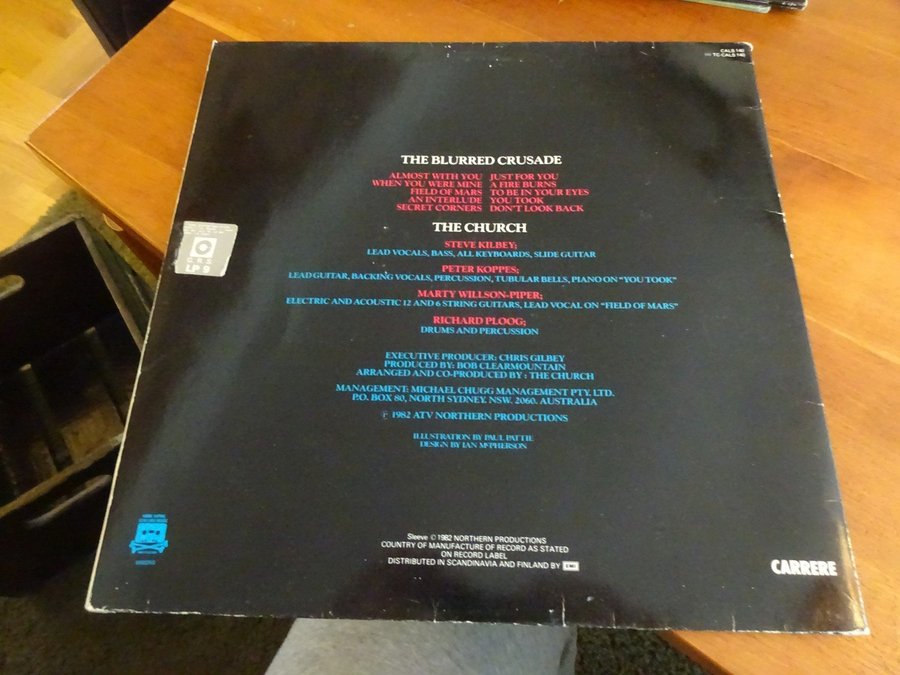 CALS 140
TC-CALS 140
THE BLURRED CRUSADE
ALMOST WITH YOU JUST FOR YOU
WHEN YOU WERE MINE A FIRE BURNS
FIELD OF MARS TO BE IN YOUR EYES
AN INTERLUDE YOU TOOK
SECRET CORNERS DON'T LOOK BACK
THE CHURCH
STEVE KILBEY;
LEAD VOCALS, BASS, ALL KEYBOARDS, SLIDE GUITAR
PETER KOPPES;
LEAD GUITAR, BACKING VOCALS, PERCUSSION, TUBULAR BELLS, PIANO ON "YOU TOOK"
MARTY WILLSON-PIPER;
ELECTRIC AND ACOUSTIC 12 AND 6 STRING GUITARS, LEAD VOCAL ON "FIELD OF MARS"
RICHARD PLOOG;
DRUMS AND PERCUSSION
EXECUTIVE PRODUCER: CHRIS GILBEY
PRODUCED BY: BOB CLEARMOUNTAIN
ARRANGED AND CO-PRODUCED BY : THE CHURCH
MANAGEMENT: MICHAEL CHUGG MANAGEMENT PTY. LTD.
P.O. BOX 80, NORTH SYDNEY. NSW. 2060. AUSTRALIA
℗ 1982 ATV NORTHERN PRODUCTIONS
ILLUSTRATION BY PAUL PATTIE
DESIGN BY IAN McPHERSON
G.R.S.
LP 9
Sleeve © 1982 NORTHERN PRODUCTIONS
COUNTRY OF MANUFACTURE OF RECORD AS STATED
ON RECORD LABEL
DISTRIBUTED IN SCANDINAVIA AND FINLAND BY EMI
CARRERE